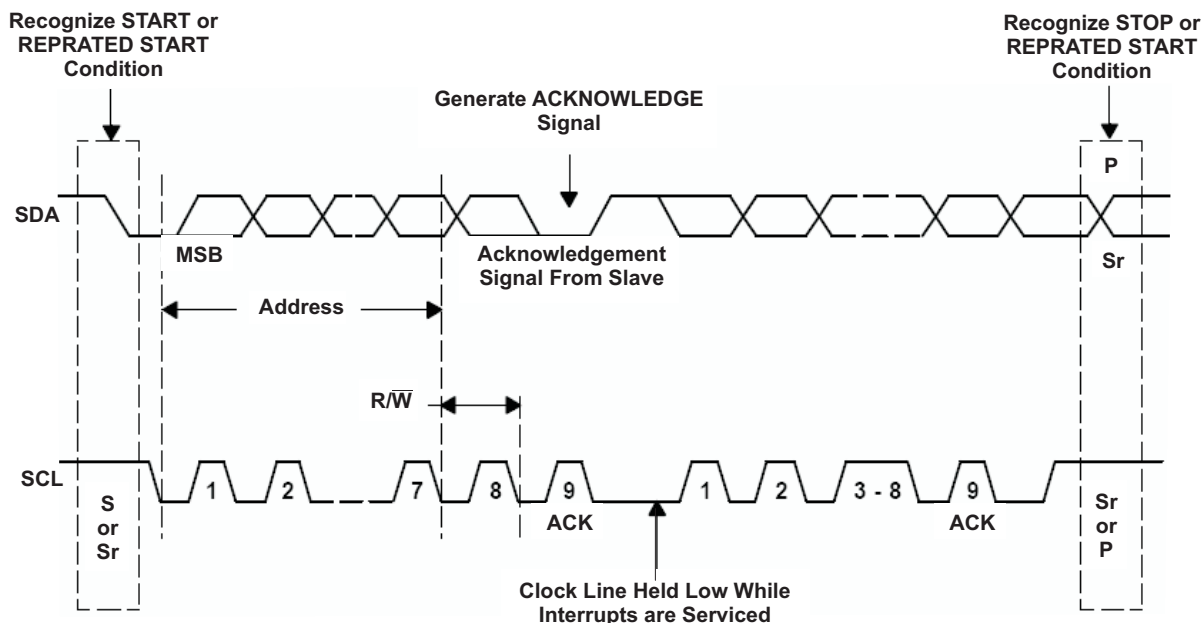 Recognize START or
REPRATED START
Condition
Recognize STOP or
REPRATED START
Condition
Generate ACKNOWLEDGE
Signal
P
SDA
MSB
Acknowledgement
Signal From Slave
Sr
Address
R/W̅
SCL
1
2
7
8
9
1
2
3 - 8
9
ACK
ACK
S
or
Sr
Sr
or
P
Clock Line Held Low While
Interrupts are Serviced